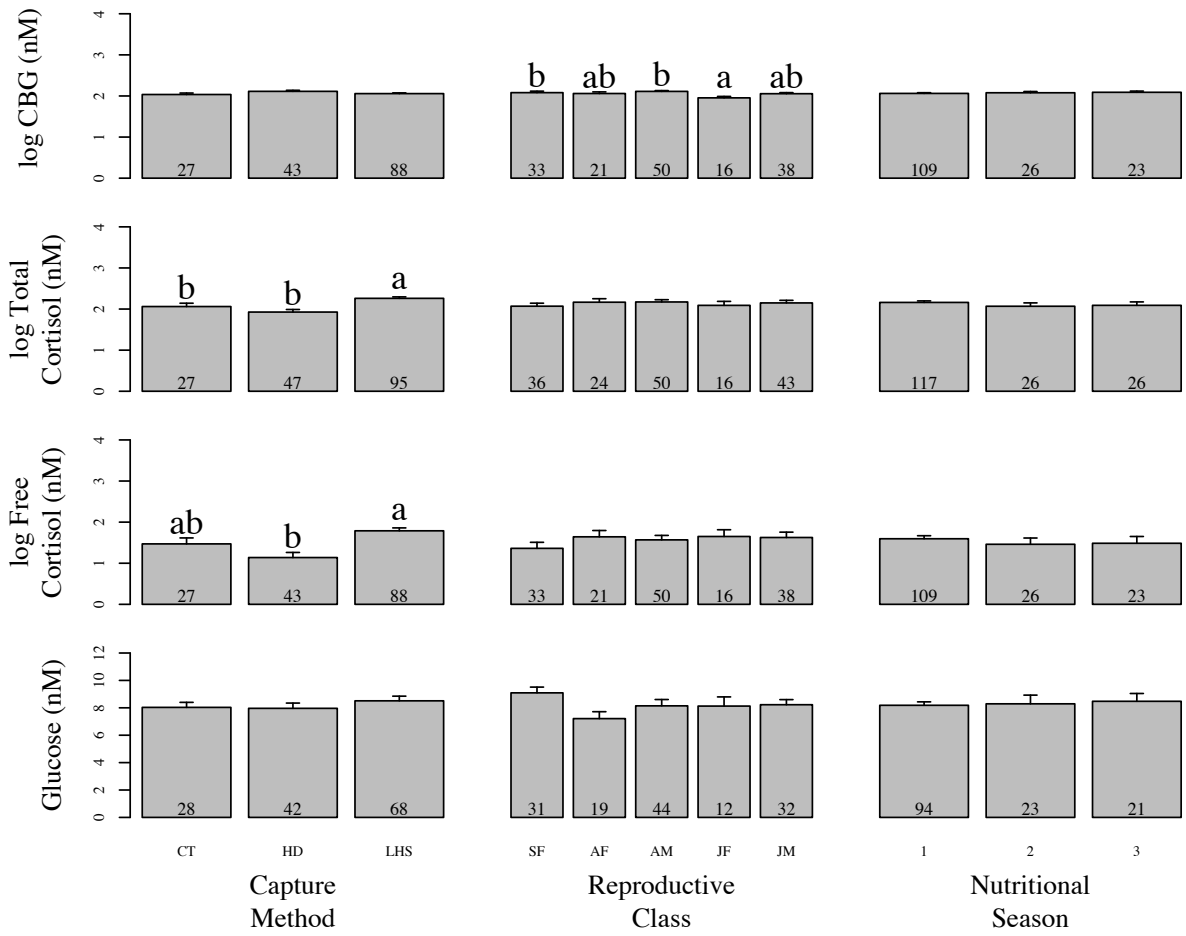 log CBG (nM)
0 1 2 3 4
27 43 88
b ab b a ab
33 21 50 16 38
109 26 23
log Total
Cortisol (nM)
0 1 2 3 4
b b a
27 47 95
36 24 50 16 43
117 26 26
log Free
Cortisol (nM)
0 1 2 3 4
ab b a
27 43 88
33 21 50 16 38
109 26 23
Glucose (nM)
0 2 4 6 8 10 12
28 42 68
31 19 44 12 32
94 23 21
CT HD LHS
SF AF AM JF JM
1 2 3
Capture
Method
Reproductive
Class
Nutritional
Season